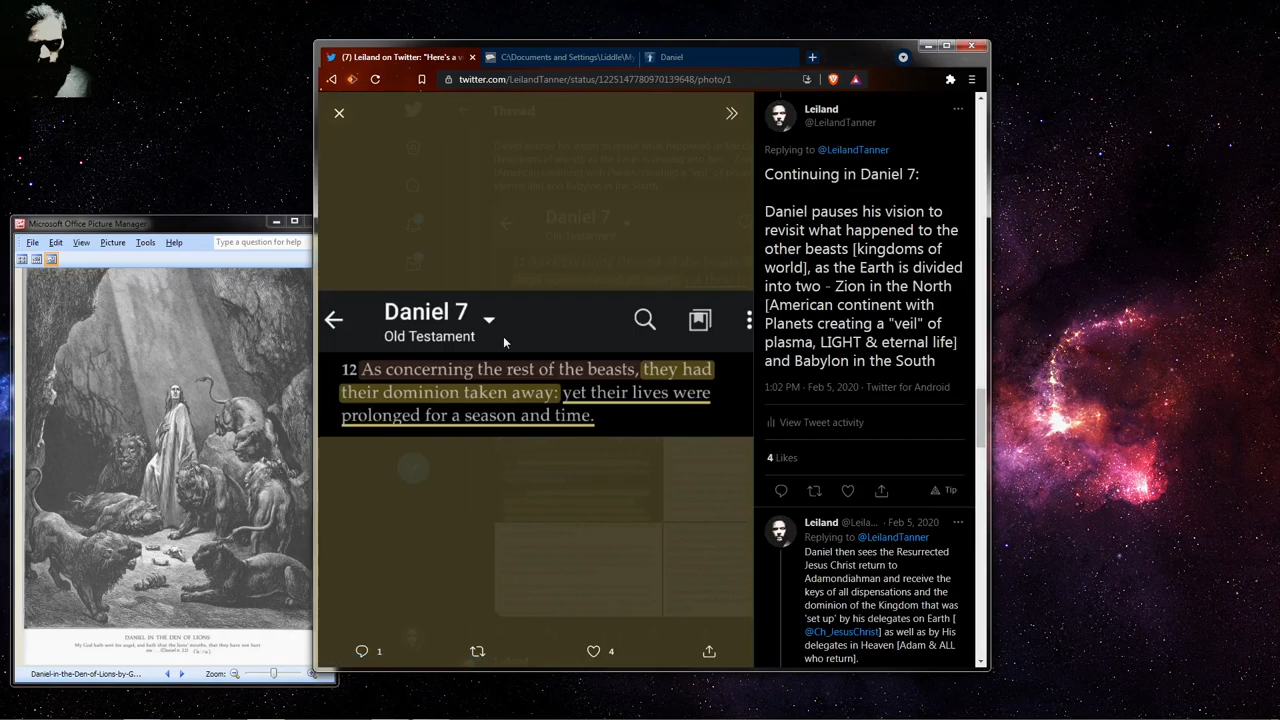 (7) Leiland on Twitter: "Here's a v
C:\Documents and Settings\Liddle\My
Daniel
twitter.com/LeilandTanner/status/1225147780970139648/photo/1
Microsoft Office Picture Manager
File Edit View Picture Tools Help
Type a question for help
DANIEL IN THE DEN OF LIONS
Daniel-in-the-Den-of-Lions-by-G...
Zoom:
Thread
Daniel 7
Old Testament
Daniel 7
Old Testament
12 As concerning the rest of the beasts, they had
their dominion taken away: yet their lives were
prolonged for a season and time.
1
4
Leiland
@LeilandTanner
Replying to @LeilandTanner
Continuing in Daniel 7:
Daniel pauses his vision to
revisit what happened to the
other beasts [kingdoms of
world], as the Earth is divided
into two - Zion in the North
[American continent with
Planets creating a "veil" of
plasma, LIGHT & eternal life]
and Babylon in the South
1:02 PM · Feb 5, 2020 · Twitter for Android
View Tweet activity
4 Likes
Tip
Leiland @Leila... · Feb 5, 2020
Replying to @LeilandTanner
Daniel then sees the Resurrected
Jesus Christ return to
Adamondiahman and receive the
keys of all dispensations and the
dominion of the Kingdom that was
'set up' by his delegates on Earth [
@Ch_JesusChrist] as well as by His
delegates in Heaven [Adam & ALL
who return].